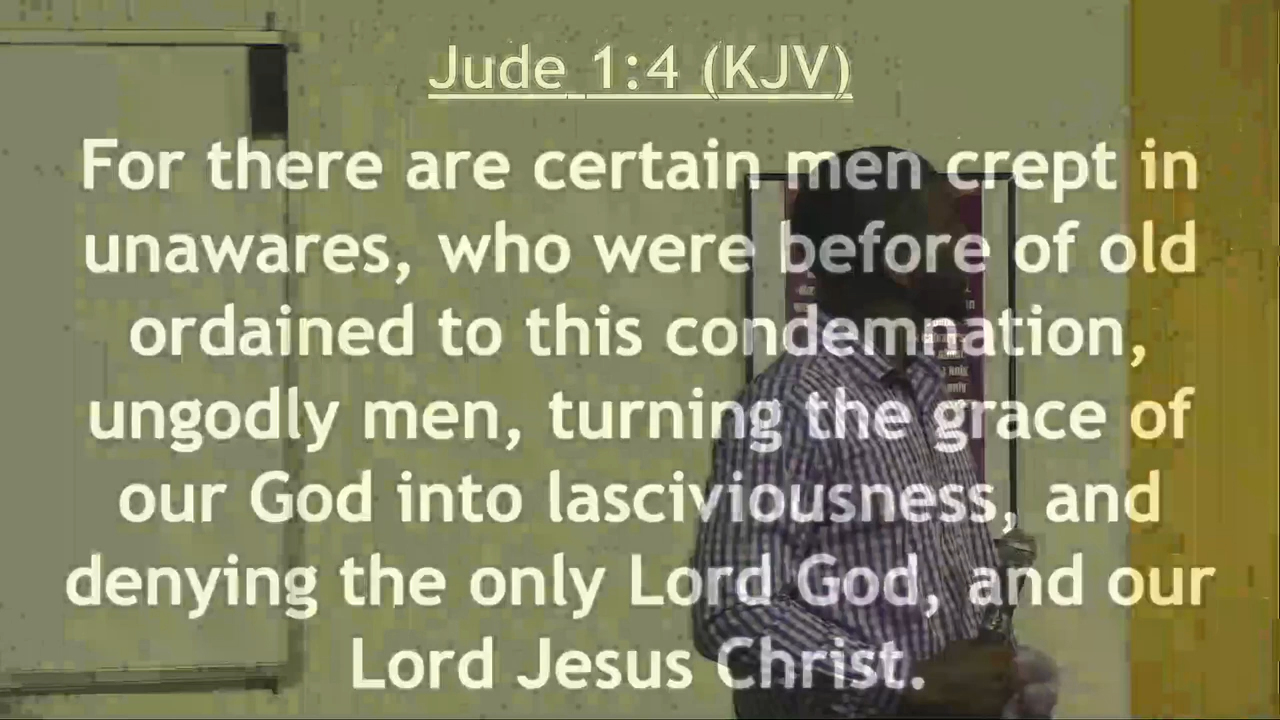 Jude 1:4 (KJV)
For there are certain men crept in
unawares, who were before of old
ordained to this condemnation,
ungodly men, turning the grace of
our God into lasciviousness, and
denying the only Lord God, and our
Lord Jesus Christ.